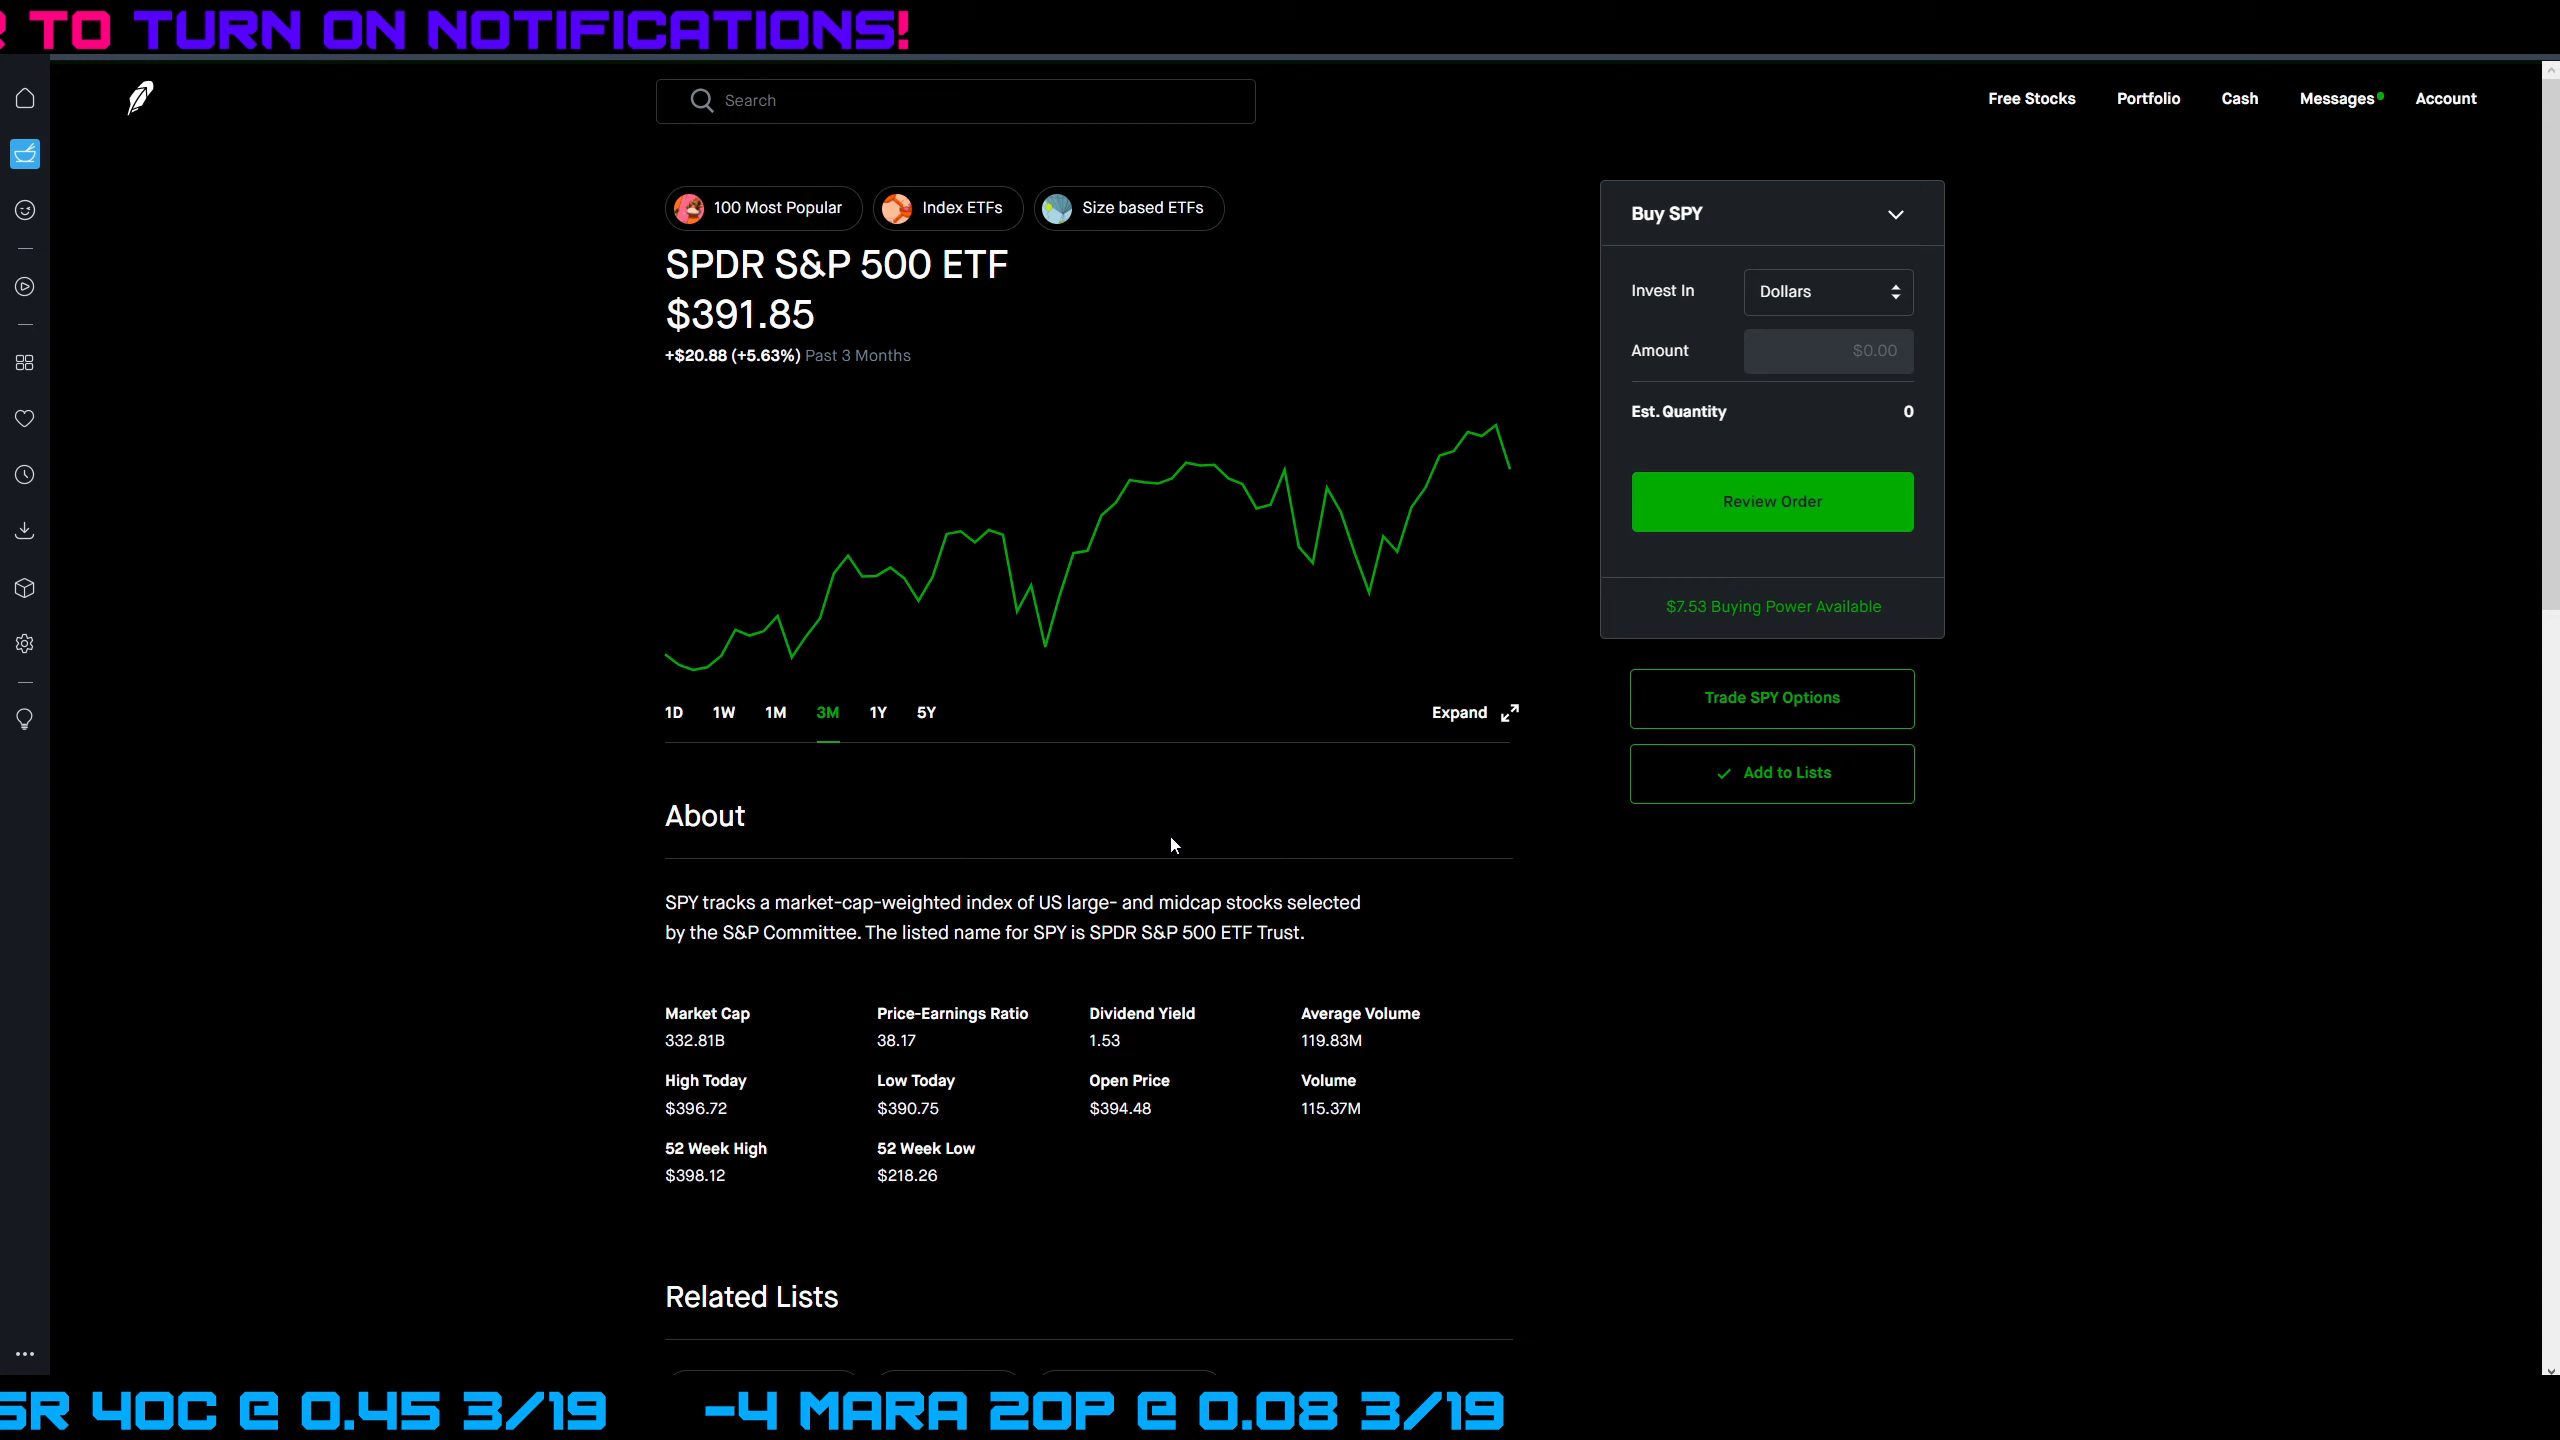 TO TURN ON NOTIFICATIONS!
Search
Free Stocks
Portfolio
Cash
Messages
Account
100 Most Popular
Index ETFs
Size based ETFs
SPDR S&P 500 ETF
$391.85
+$20.88 (+5.63%) Past 3 Months
1D 1W 1M 3M 1Y 5Y
Expand
Buy SPY
Invest In Dollars
Amount $0.00
Est. Quantity 0
Review Order
$7.53 Buying Power Available
Trade SPY Options
Add to Lists
About
SPY tracks a market-cap-weighted index of US large- and midcap stocks selected
by the S&P Committee. The listed name for SPY is SPDR S&P 500 ETF Trust.
Market Cap Price-Earnings Ratio Dividend Yield Average Volume
332.81B 38.17 1.53 119.83M
High Today Low Today Open Price Volume
$396.72 $390.75 $394.48 115.37M
52 Week High 52 Week Low
$398.12 $218.26
Related Lists
SR 40C @ 0.45 3/19 -4 MARA 20P @ 0.08 3/19